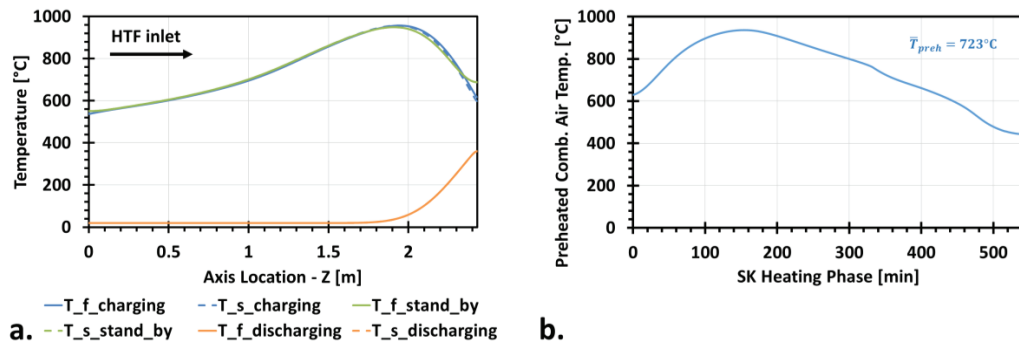 1000
800
600
400
200
0
Temperature [°C]
HTF inlet
0
0.5
1
1.5
2
Axis Location - Z [m]
T_f_charging
T_s_charging
T_f_stand_by
T_s_stand_by
T_f_discharging
T_s_discharging
a.
1000
800
600
400
200
0
Preheated Comb. Air Temp. [°C]
T̅preh = 723°C
0
100
200
300
400
500
SK Heating Phase [min]
b.